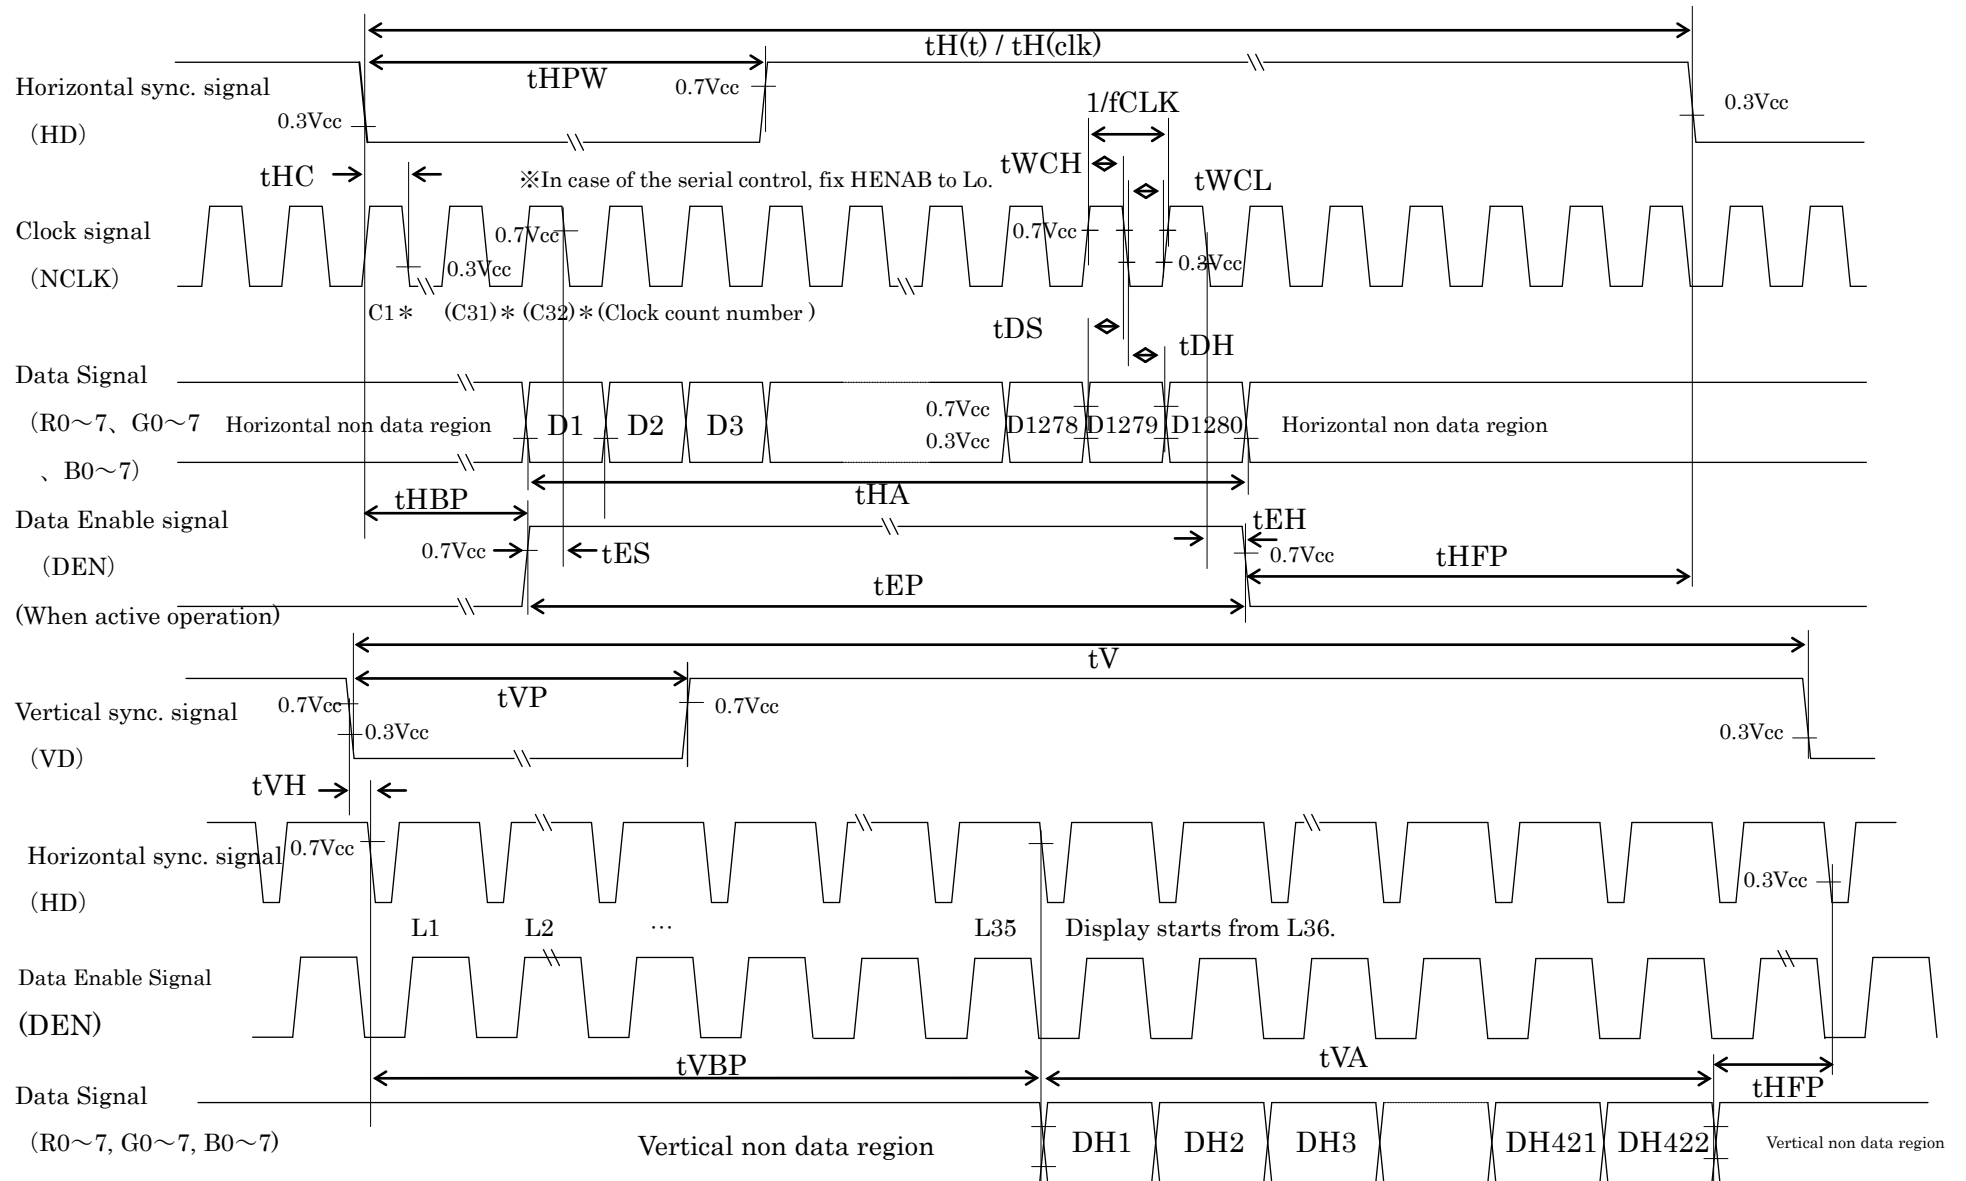 tH(t) / tH(clk)
tHPW
Horizontal sync. signal
（HD）
0.7Vcc
0.3Vcc
0.3Vcc
1/fCLK
tHC
※In case of the serial control, fix HENAB to Lo.
tWCH
tWCL
Clock signal
（NCLK）
0.7Vcc
0.3Vcc
0.7Vcc
0.3Vcc
C1＊ (C31)＊ (C32)＊(Clock count number )
tDS
tDH
Data Signal
（R0～7、G0～7
、B0～7）
Horizontal non data region
D1 D2 D3
0.7Vcc
0.3Vcc
D1278 D1279 D1280
Horizontal non data region
tHA
tHBP
Data Enable signal
（DEN）
(When active operation)
0.7Vcc
tES
tEH
0.7Vcc
tHFP
tEP
tV
tVP
Vertical sync. signal
（VD）
0.7Vcc
0.3Vcc
0.7Vcc
0.3Vcc
tVH
Horizontal sync. signal
（HD）
0.7Vcc
0.3Vcc
L1 L2 … L35 Display starts from L36.
Data Enable Signal
(DEN)
tVBP
tVA
tHFP
Data Signal
（R0～7, G0～7, B0～7)
Vertical non data region
DH1 DH2 DH3 DH421 DH422
Vertical non data region